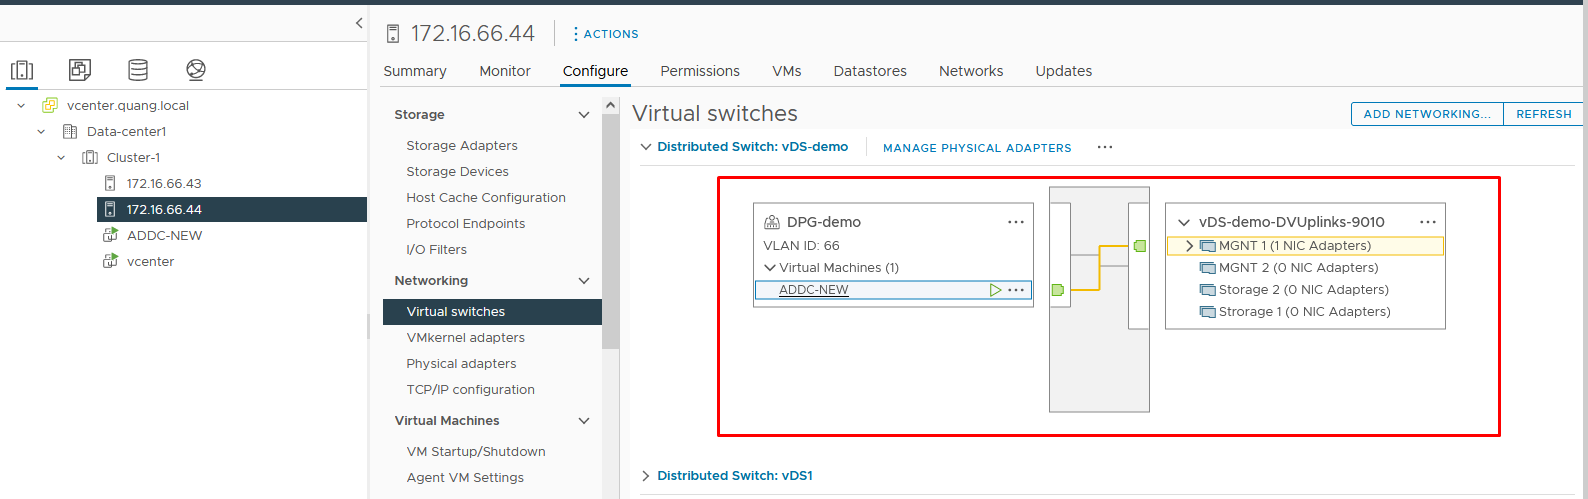 172.16.66.44
ACTIONS
Summary Monitor Configure Permissions VMs Datastores Networks Updates
vcenter.quang.local
Data-center1
Cluster-1
172.16.66.43
172.16.66.44
ADDC-NEW
vcenter
Storage
Storage Adapters
Storage Devices
Host Cache Configuration
Protocol Endpoints
I/O Filters
Networking
Virtual switches
VMkernel adapters
Physical adapters
TCP/IP configuration
Virtual Machines
VM Startup/Shutdown
Agent VM Settings
Virtual switches
ADD NETWORKING... REFRESH
Distributed Switch: vDS-demo MANAGE PHYSICAL ADAPTERS ...
DPG-demo ...
VLAN ID: 66
Virtual Machines (1)
ADDC-NEW ...
vDS-demo-DVUplinks-9010 ...
MGNT 1 (1 NIC Adapters)
MGNT 2 (0 NIC Adapters)
Storage 2 (0 NIC Adapters)
Strorage 1 (0 NIC Adapters)
Distributed Switch: vDS1